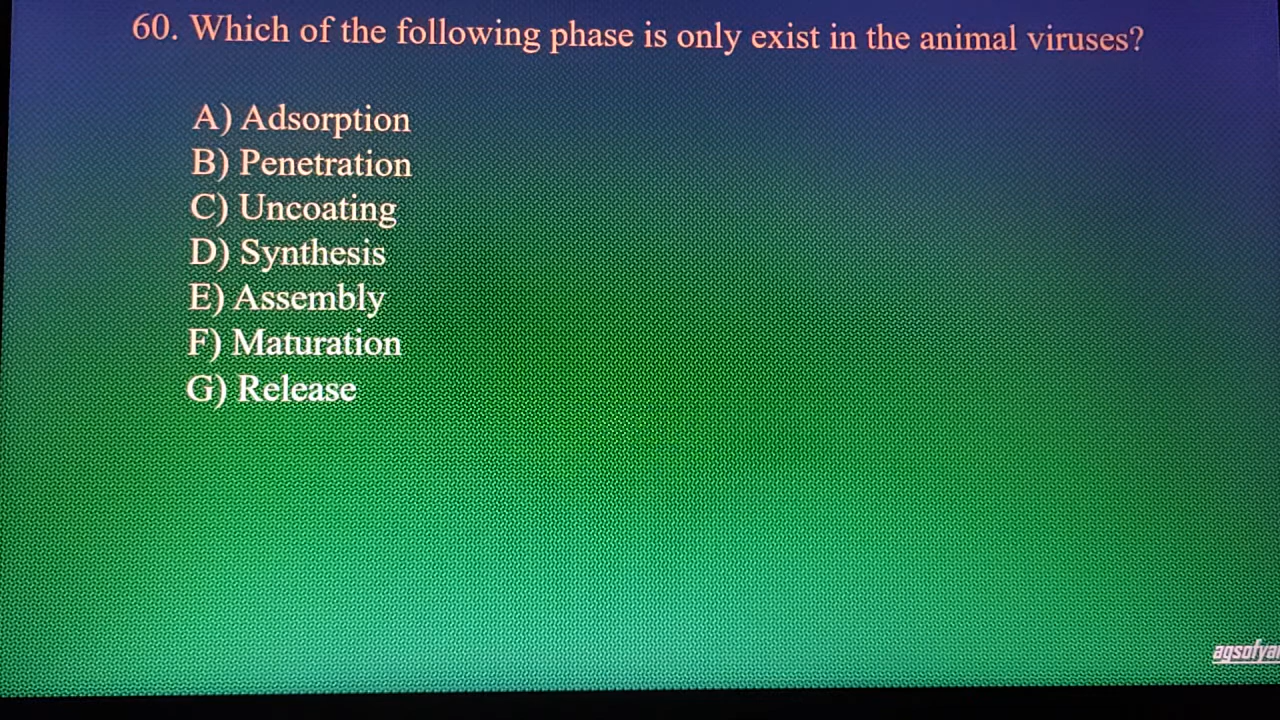 60. Which of the following phase is only exist in the animal viruses?
A) Adsorption
B) Penetration
C) Uncoating
D) Synthesis
E) Assembly
F) Maturation
G) Release